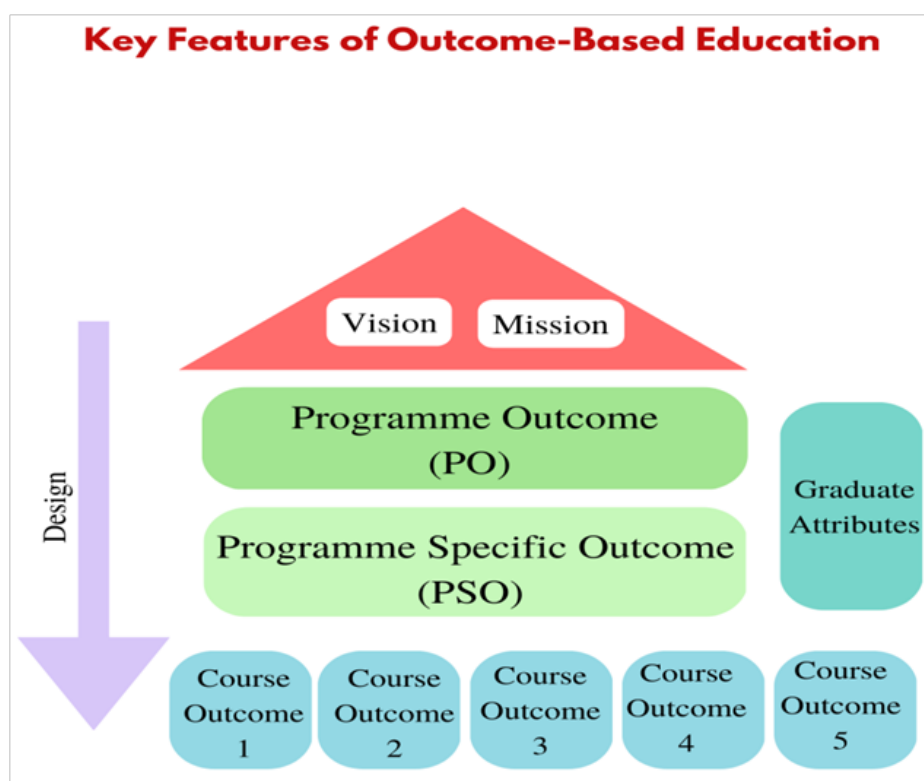 Key Features of Outcome-Based Education
Vision
Mission
Programme Outcome
(PO)
Programme Specific Outcome
(PSO)
Graduate
Attributes
Design
Course
Outcome
1
Course
Outcome
2
Course
Outcome
3
Course
Outcome
4
Course
Outcome
5